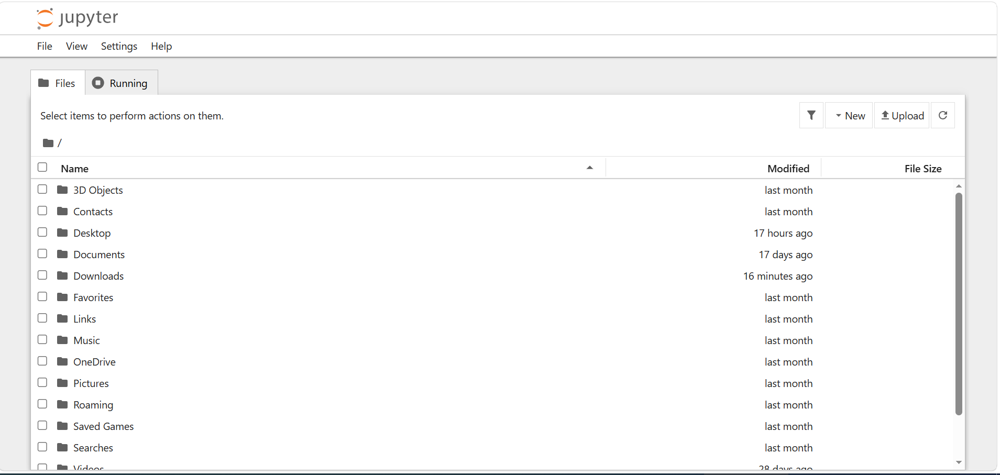 jupyter
File View Settings Help
Files Running
Select items to perform actions on them.
New Upload
/
Name Modified File Size
3D Objects last month
Contacts last month
Desktop 17 hours ago
Documents 17 days ago
Downloads 16 minutes ago
Favorites last month
Links last month
Music last month
OneDrive last month
Pictures last month
Roaming last month
Saved Games last month
Searches last month
Videos 28 days ago